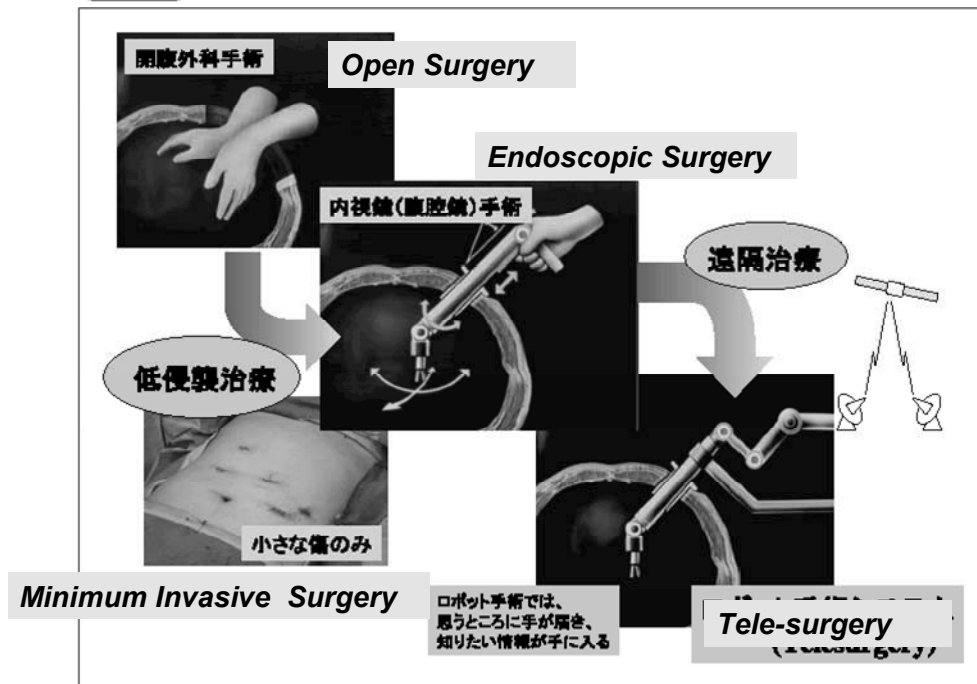 開腹外科手術
Open Surgery
Endoscopic Surgery
内視鏡(腹腔鏡)手術
遠隔治療
低侵襲治療
小さな傷のみ
Minimum Invasive Surgery
ロボット手術では、
思うところに手が届き、
知りたい情報が手に入る
Tele-surgery
(Telesurgery)